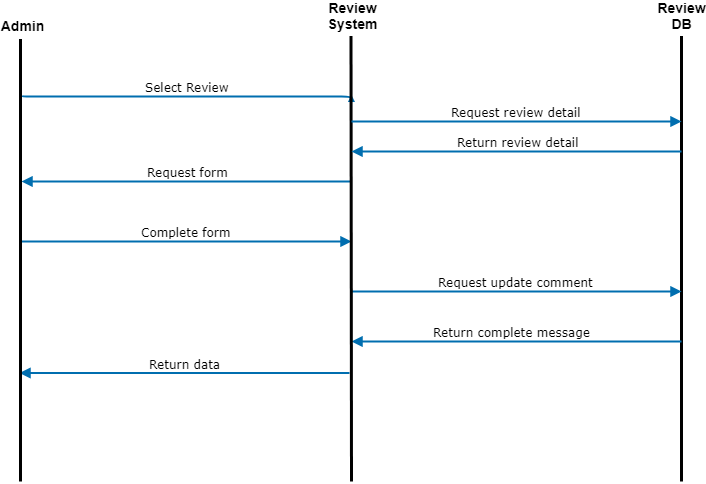 Admin
Review
System
Review
DB
Select Review
Request review detail
Return review detail
Request form
Complete form
Request update comment
Return complete message
Return data